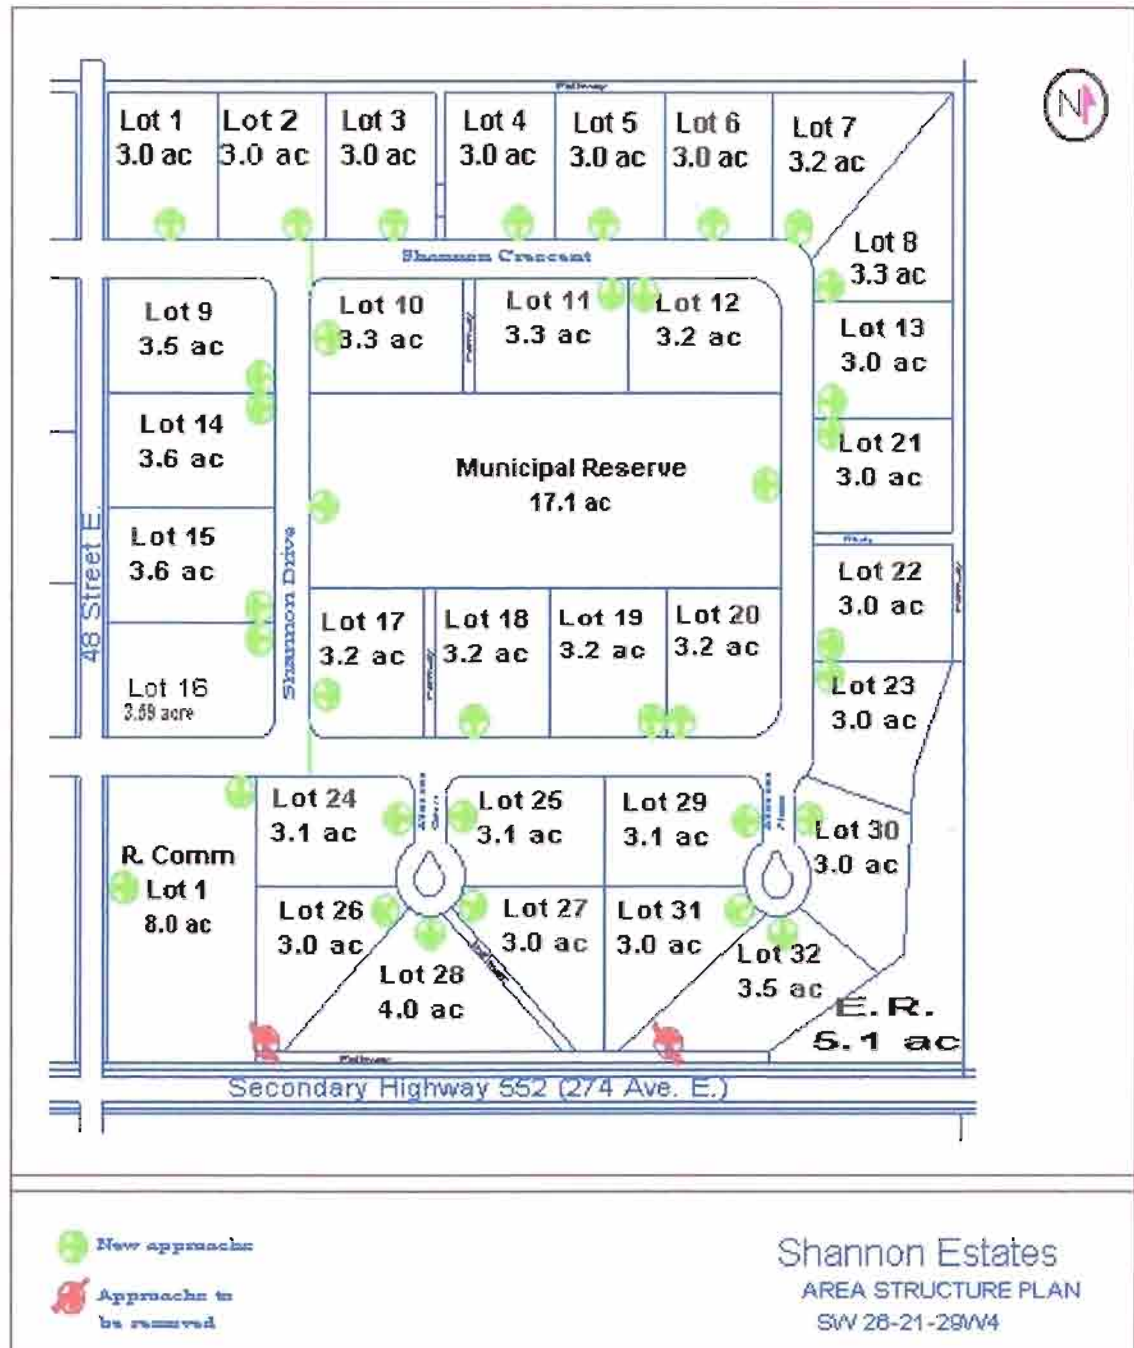 Pathway
N
Lot 1
3.0 ac
Lot 2
3.0 ac
Lot 3
3.0 ac
Lot 4
3.0 ac
Lot 5
3.0 ac
Lot 6
3.0 ac
Lot 7
3.2 ac
Lot 8
3.3 ac
Shannon Crescent
Lot 9
3.5 ac
Lot 10
3.3 ac
Lot 11
3.3 ac
Lot 12
3.2 ac
Lot 13
3.0 ac
Lot 14
3.6 ac
Municipal Reserve
17.1 ac
Lot 21
3.0 ac
48 Street E.
Shannon Drive
Lot 15
3.6 ac
Lot 22
3.0 ac
Lot 16
3.59 acre
Lot 17
3.2 ac
Lot 18
3.2 ac
Lot 19
3.2 ac
Lot 20
3.2 ac
Lot 23
3.0 ac
R. Comm
Lot 1
8.0 ac
Lot 24
3.1 ac
Lot 25
3.1 ac
Lot 29
3.1 ac
Lot 30
3.0 ac
Lot 26
3.0 ac
Lot 27
3.0 ac
Lot 28
4.0 ac
Lot 31
3.0 ac
Lot 32
3.5 ac
E.R.
5.1 ac
Pathway
Secondary Highway 552 (274 Ave. E.)
New approachs
Approachs to
be removed
Shannon Estates
AREA STRUCTURE PLAN
SW 26-21-29W4